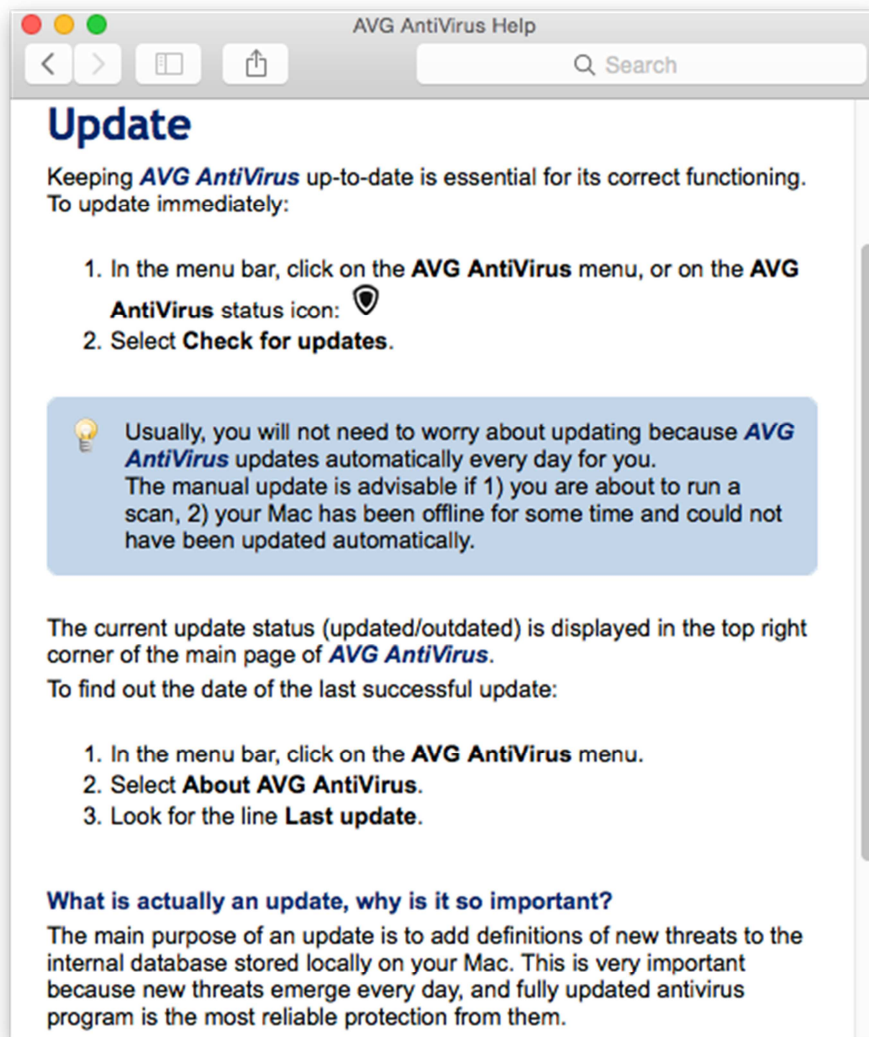 AVG AntiVirus Help
Search
Update
Keeping AVG AntiVirus up-to-date is essential for its correct functioning.
To update immediately:
1. In the menu bar, click on the AVG AntiVirus menu, or on the AVG
AntiVirus status icon:
2. Select Check for updates.
Usually, you will not need to worry about updating because AVG
AntiVirus updates automatically every day for you.
The manual update is advisable if 1) you are about to run a
scan, 2) your Mac has been offline for some time and could not
have been updated automatically.
The current update status (updated/outdated) is displayed in the top right
corner of the main page of AVG AntiVirus.
To find out the date of the last successful update:
1. In the menu bar, click on the AVG AntiVirus menu.
2. Select About AVG AntiVirus.
3. Look for the line Last update.
What is actually an update, why is it so important?
The main purpose of an update is to add definitions of new threats to the
internal database stored locally on your Mac. This is very important
because new threats emerge every day, and fully updated antivirus
program is the most reliable protection from them.